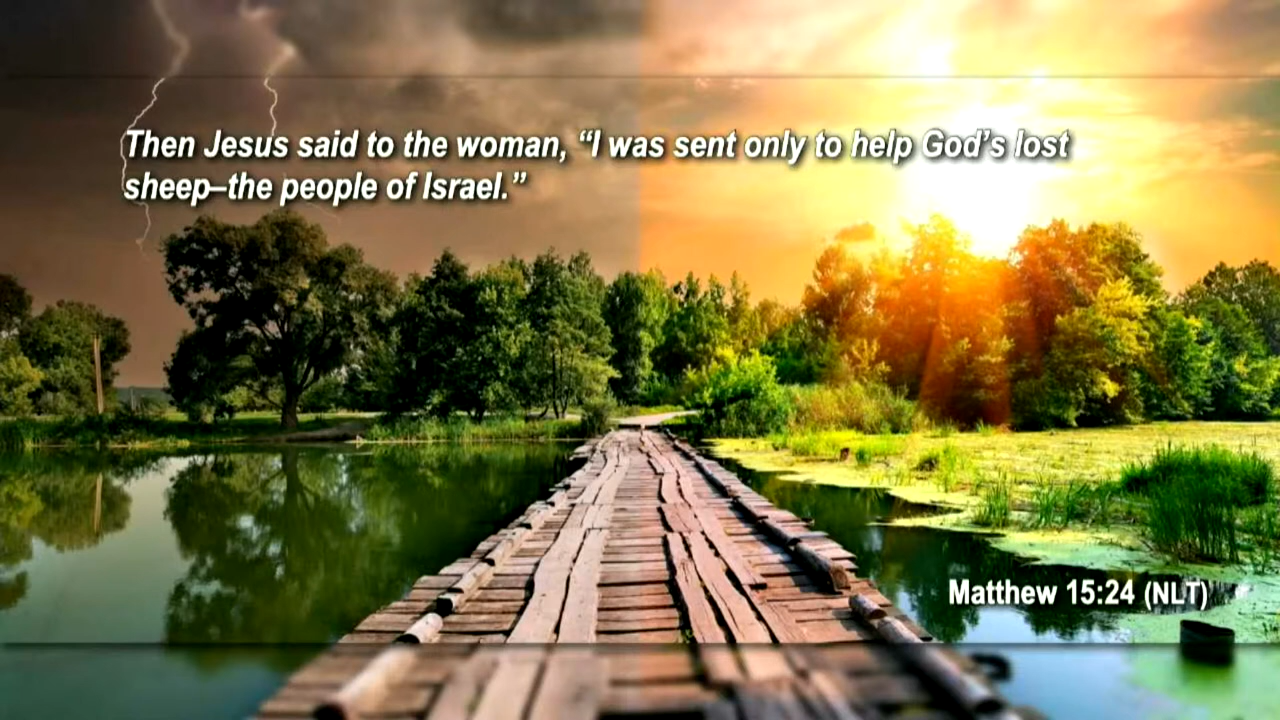 Then Jesus said to the woman, “I was sent only to help God’s lost
sheep–the people of Israel.”
Matthew 15:24 (NLT)